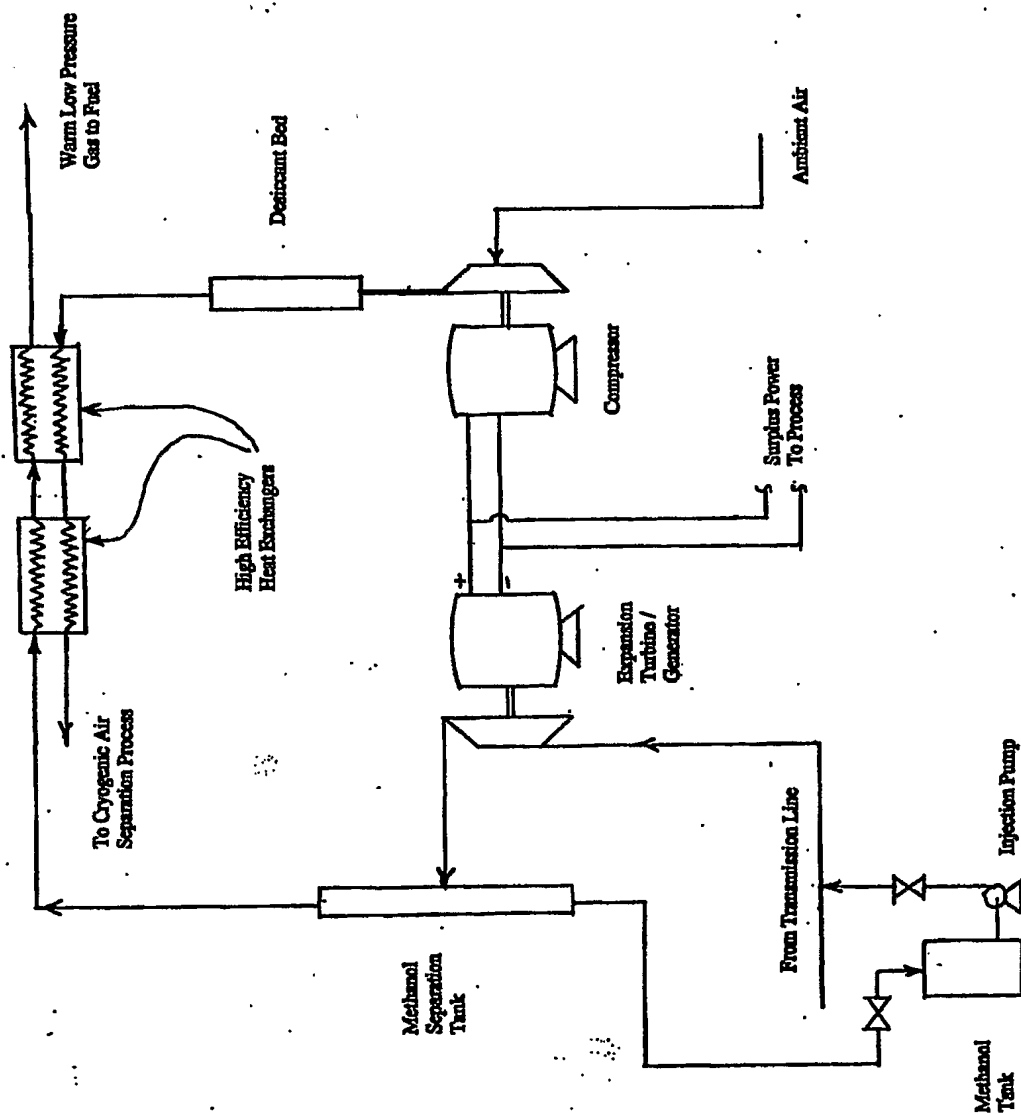 Warm Low Pressure
Gas to Fuel
Desiccant Bed
Ambient Air
High Efficiency
Heat Exchangers
Compressor
Surplus Power
To Process
To Cryogenic Air
Separation Process
+
-
Expansion
Turbine /
Generator
Methanol
Separation
Tank
From Transmission Line
Injection Pump
Methanol
Tank